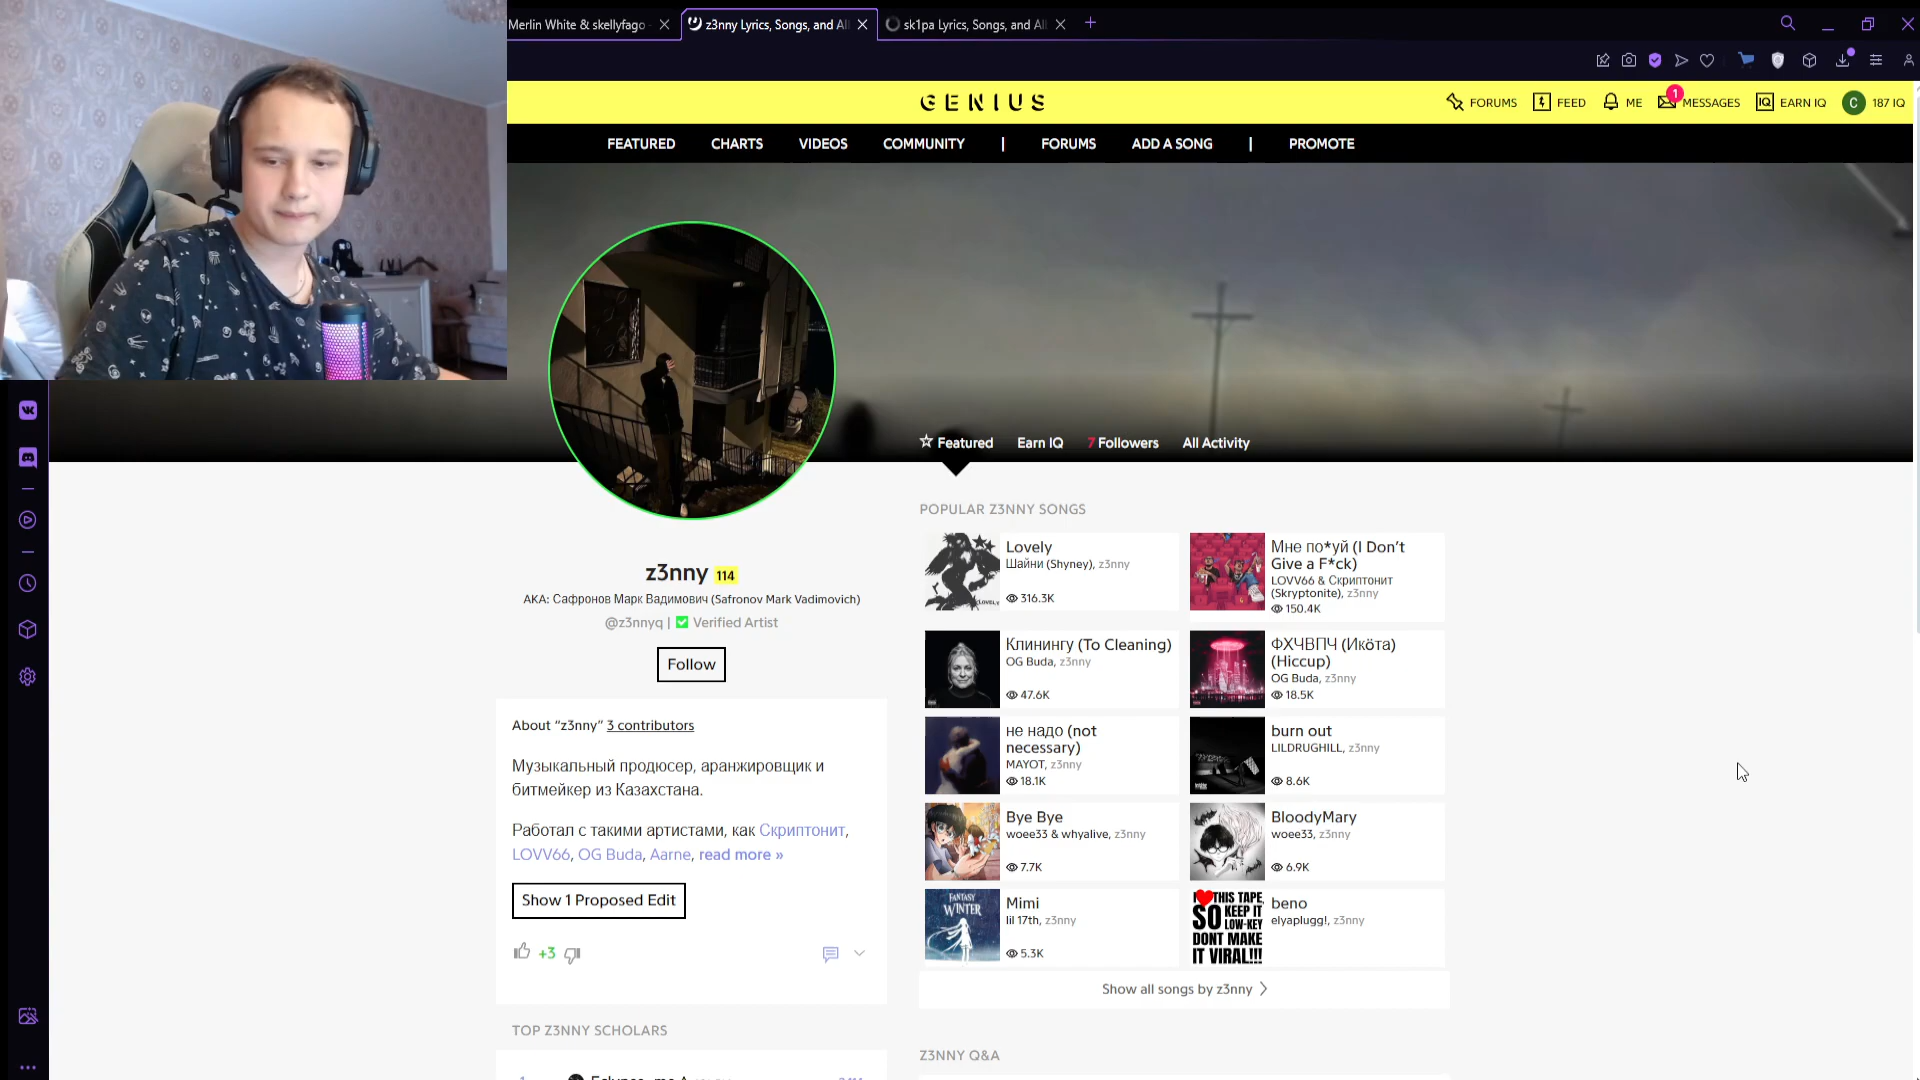 Merlin White & skellyfago
z3nny Lyrics, Songs, and Al
sk1pa Lyrics, Songs, and Al
GENIUS
FORUMS
FEED
ME
1
MESSAGES
IQ
EARN IQ
C
187 IQ
FEATURED
CHARTS
VIDEOS
COMMUNITY
|
FORUMS
ADD A SONG
|
PROMOTE
Featured
Earn IQ
7 Followers
All Activity
z3nny 114
AKA: Сафронов Марк Вадимович (Safronov Mark Vadimovich)
@z3nnyq | Verified Artist
Follow
About “z3nny” 3 contributors
Музыкальный продюсер, аранжировщик и
битмейкер из Казахстана.
Работал с такими артистами, как Скриптонит,
LOVV66, OG Buda, Aarne, read more »
Show 1 Proposed Edit
+3
TOP Z3NNY SCHOLARS
POPULAR Z3NNY SONGS
Lovely
Шайни (Shyney), z3nny
316.3K
Мне по*уй (I Don’t
Give a F*ck)
LOVV66 & Скриптонит
(Skryptonite), z3nny
150.4K
Клинингу (To Cleaning)
OG Buda, z3nny
47.6K
ФХЧВПЧ (Икöта)
(Hiccup)
OG Buda, z3nny
18.5K
не надо (not
necessary)
MAYOT, z3nny
18.1K
burn out
LILDRUGHILL, z3nny
8.6K
Bye Bye
woee33 & whyalive, z3nny
7.7K
BloodyMary
woee33, z3nny
6.9K
FANTASY
WINTER
Mimi
lil 17th, z3nny
5.3K
THIS TAPE,
SO KEEP IT
LOW-KEY
DONT MAKE
IT VIRAL!!!
beno
elyaplugg!, z3nny
Show all songs by z3nny
Z3NNY Q&A